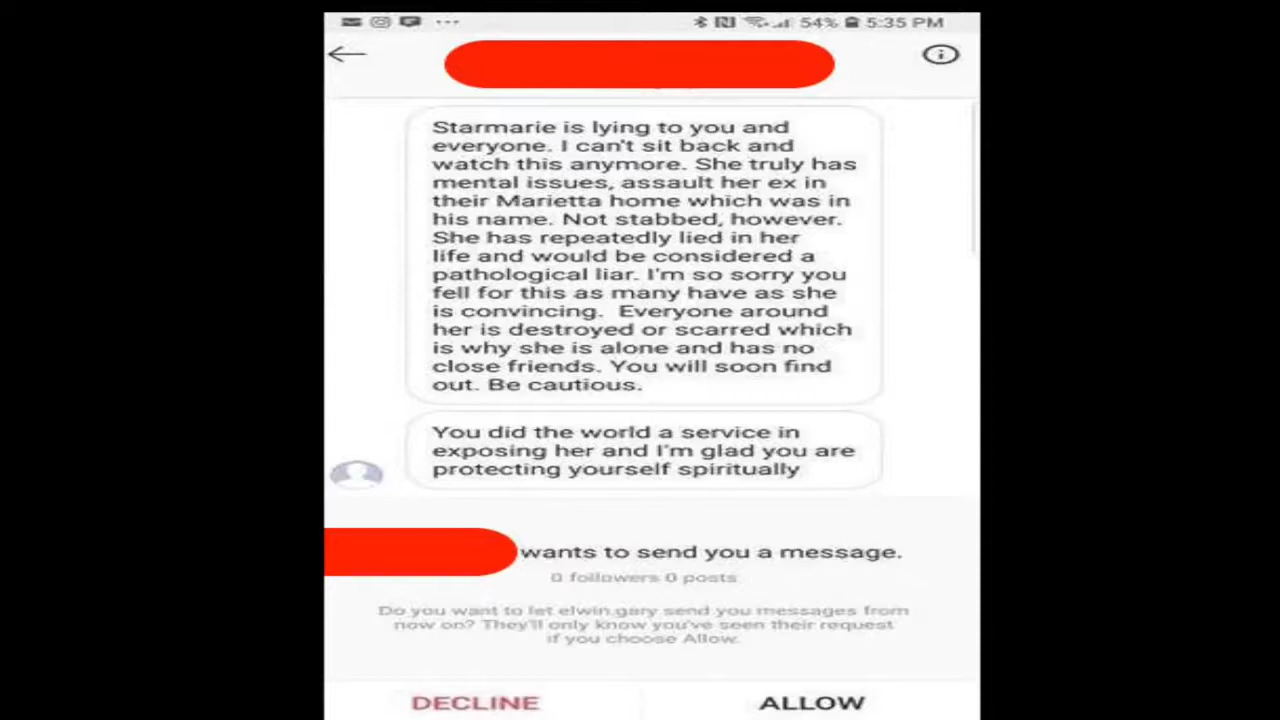 54% 5:35 PM
Starmarie is lying to you and
everyone. I can't sit back and
watch this anymore. She truly has
mental issues, assault her ex in
their Marietta home which was in
his name. Not stabbed, however.
She has repeatedly lied in her
life and would be considered a
pathological liar. I'm so sorry you
fell for this as many have as she
is convincing. Everyone around
her is destroyed or scarred which
is why she is alone and has no
close friends. You will soon find
out. Be cautious.
You did the world a service in
exposing her and I'm glad you are
protecting yourself spiritually
wants to send you a message.
0 followers 0 posts
Do you want to let elwin.gary send you messages from
now on? They'll only know you've seen their request
if you choose Allow.
DECLINE ALLOW